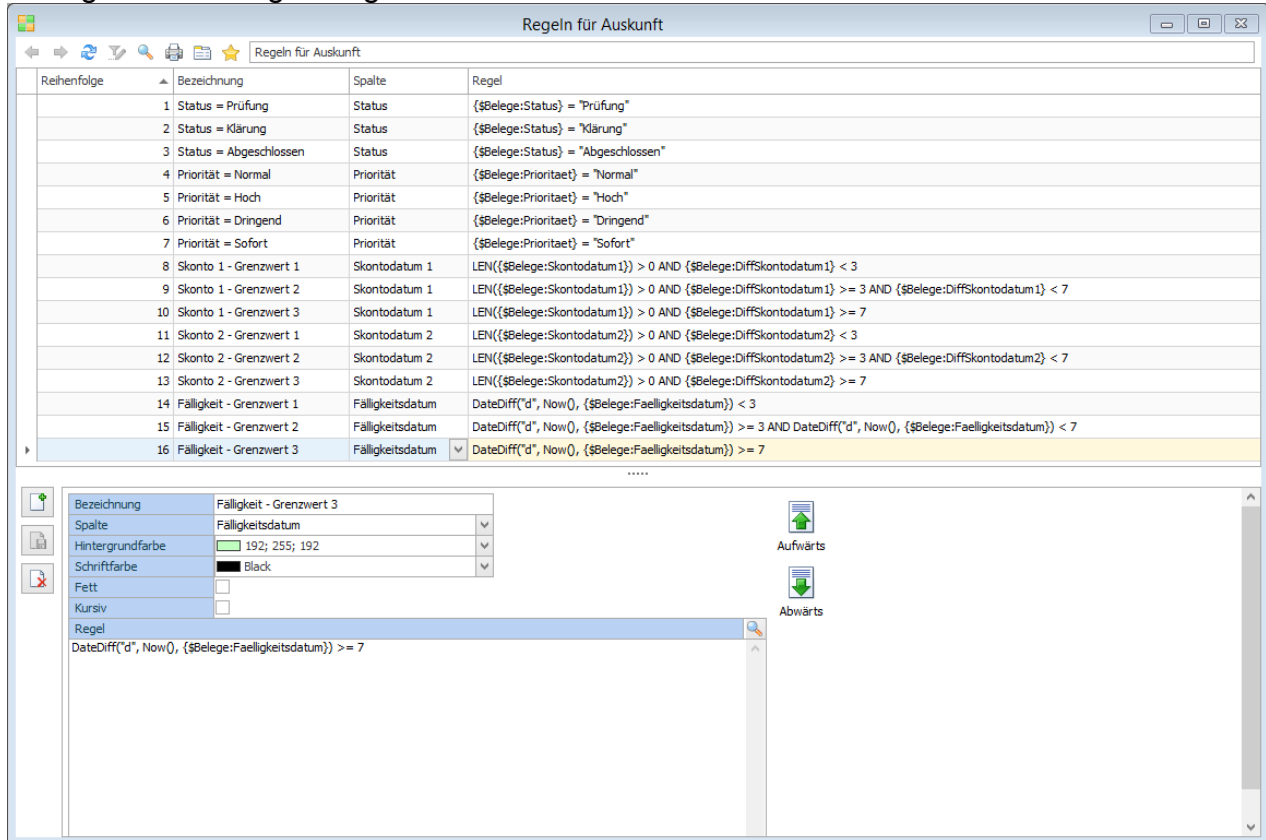 Regeln für Auskunft
Regeln für Auskunft
Reihenfolge Bezeichnung Spalte Regel
1 Status = Prüfung Status {$Belege:Status} = "Prüfung"
2 Status = Klärung Status {$Belege:Status} = "Klärung"
3 Status = Abgeschlossen Status {$Belege:Status} = "Abgeschlossen"
4 Priorität = Normal Priorität {$Belege:Prioritaet} = "Normal"
5 Priorität = Hoch Priorität {$Belege:Prioritaet} = "Hoch"
6 Priorität = Dringend Priorität {$Belege:Prioritaet} = "Dringend"
7 Priorität = Sofort Priorität {$Belege:Prioritaet} = "Sofort"
8 Skonto 1 - Grenzwert 1 Skontodatum 1 LEN({$Belege:Skontodatum1}) > 0 AND {$Belege:DiffSkontodatum1} < 3
9 Skonto 1 - Grenzwert 2 Skontodatum 1 LEN({$Belege:Skontodatum1}) > 0 AND {$Belege:DiffSkontodatum1} >= 3 AND {$Belege:DiffSkontodatum1} < 7
10 Skonto 1 - Grenzwert 3 Skontodatum 1 LEN({$Belege:Skontodatum1}) > 0 AND {$Belege:DiffSkontodatum1} >= 7
11 Skonto 2 - Grenzwert 1 Skontodatum 2 LEN({$Belege:Skontodatum2}) > 0 AND {$Belege:DiffSkontodatum2} < 3
12 Skonto 2 - Grenzwert 2 Skontodatum 2 LEN({$Belege:Skontodatum2}) > 0 AND {$Belege:DiffSkontodatum2} >= 3 AND {$Belege:DiffSkontodatum2} < 7
13 Skonto 2 - Grenzwert 3 Skontodatum 2 LEN({$Belege:Skontodatum2}) > 0 AND {$Belege:DiffSkontodatum2} >= 7
14 Fälligkeit - Grenzwert 1 Fälligkeitsdatum DateDiff("d", Now(), {$Belege:Faelligkeitsdatum}) < 3
15 Fälligkeit - Grenzwert 2 Fälligkeitsdatum DateDiff("d", Now(), {$Belege:Faelligkeitsdatum}) >= 3 AND DateDiff("d", Now(), {$Belege:Faelligkeitsdatum}) < 7
16 Fälligkeit - Grenzwert 3 Fälligkeitsdatum DateDiff("d", Now(), {$Belege:Faelligkeitsdatum}) >= 7
Bezeichnung Fälligkeit - Grenzwert 3
Spalte Fälligkeitsdatum
Hintergrundfarbe 192; 255; 192
Aufwärts
Schriftfarbe Black
Fett
Kursiv
Abwärts
Regel
DateDiff("d", Now(), {$Belege:Faelligkeitsdatum}) >= 7